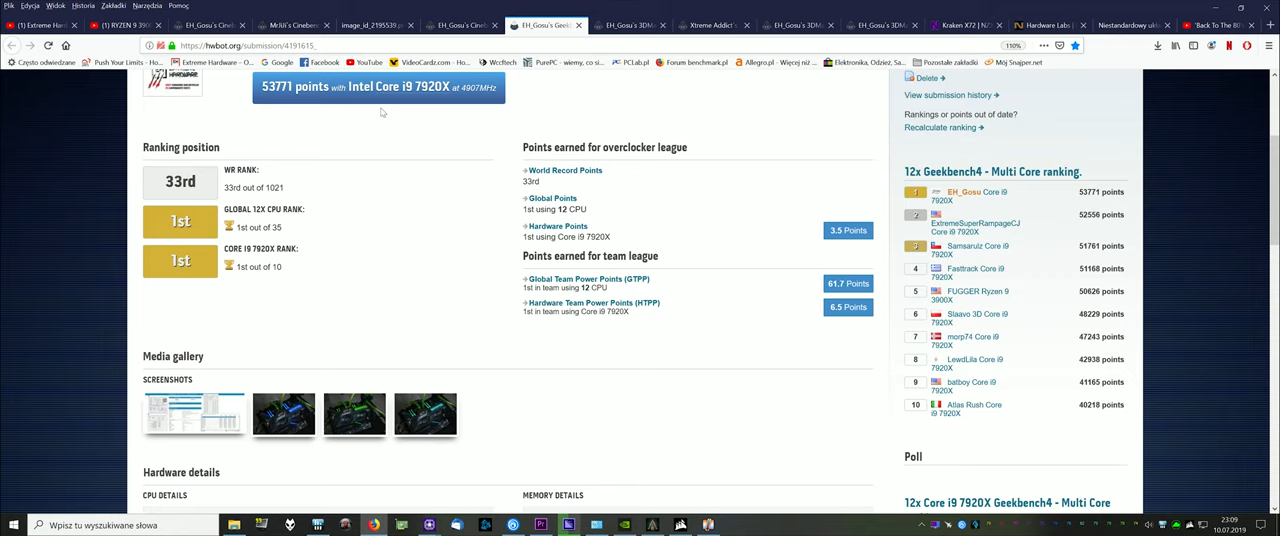 Plik Edycja Widok Historia Zakładki Narzędzia Pomoc
(1) Extreme Hard
(1) RYZEN 9 390
EH_Gosu's Cineb
MrJiJi's Cinebenc
image_id_2195539.p
EH_Gosu's Cineb
EH_Gosu's Geek
EH_Gosu's 3DMa
Xtreme Addict's
EH_Gosu's 3DMa
EH_Gosu's 3DMa
Kraken X72 | NZ
Hardware Labs |
Niestandardowy ukł
'Back To The 80's
https://hwbot.org/submission/4191615_
110%
Często odwiedzane
Push Your Limits - Ho...
Extreme Hardware - O...
Google
Facebook
YouTube
VideoCardz.com - Hor...
Wccftech
PurePC - wiemy, co si...
PCLab.pl
Forum benchmark.pl
Allegro.pl - Więcej niż...
Elektronika, Odzież, Sa...
Pozostałe zakładki
Mój Snajper.net
HARDWARE
53771 points with Intel Core i9 7920X at 4907MHz
Delete
View submission history
Rankings or points out of date?
Recalculate ranking
Ranking position
33rd
WR RANK:
33rd out of 1021
1st
GLOBAL 12X CPU RANK:
1st out of 35
1st
CORE I9 7920X RANK:
1st out of 10
Points earned for overclocker league
World Record Points
33rd
Global Points
1st using 12 CPU
Hardware Points
1st using Core i9 7920X
3.5 Points
Points earned for team league
Global Team Power Points (GTPP)
1st in team using 12 CPU
61.7 Points
Hardware Team Power Points (HTPP)
1st in team using Core i9 7920X
6.5 Points
12x Geekbench4 - Multi Core ranking.
1 EH_Gosu Core i9 53771 points
7920X
2 52556 points
ExtremeSuperRampageCJ
Core i9 7920X
3 Samsarulz Core i9 51761 points
7920X
4 Fasttrack Core i9 51168 points
7920X
5 FUGGER Ryzen 9 50626 points
3900X
6 Slaavo 3D Core i9 48229 points
7920X
7 morp74 Core i9 47243 points
7920X
8 LewdLila Core i9 42938 points
7920X
9 batboy Core i9 41165 points
7920X
10 Atlas Rush Core 40218 points
i9 7920X
Media gallery
SCREENSHOTS
Hardware details
CPU DETAILS
MEMORY DETAILS
Poll
12x Core i9 7920X Geekbench4 - Multi Core
Wpisz tu wyszukiwane słowa
23:09
10.07.2019